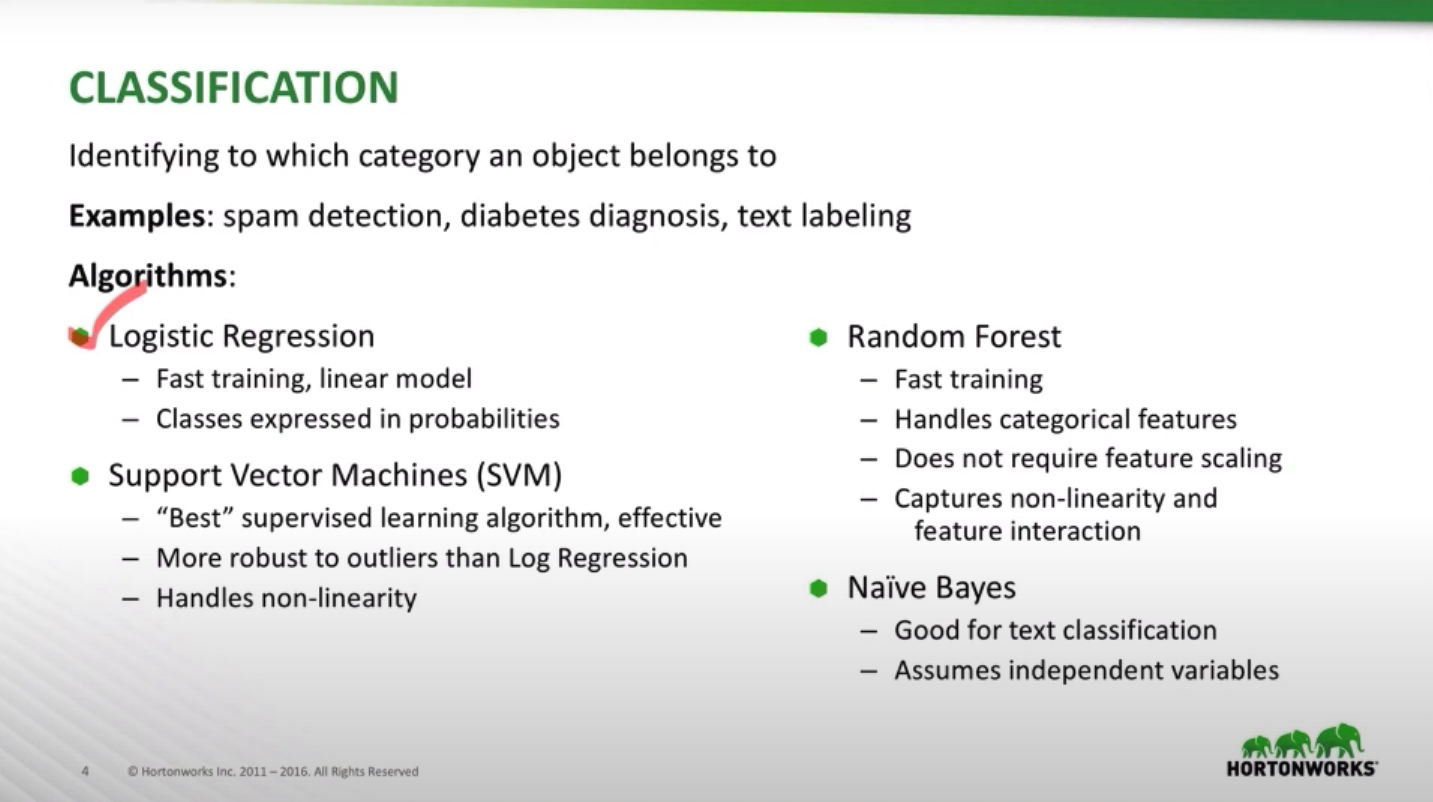 CLASSIFICATION
Identifying to which category an object belongs to
Examples: spam detection, diabetes diagnosis, text labeling
Algorithms:
Logistic Regression
– Fast training, linear model
– Classes expressed in probabilities
Support Vector Machines (SVM)
– “Best” supervised learning algorithm, effective
– More robust to outliers than Log Regression
– Handles non-linearity
Random Forest
– Fast training
– Handles categorical features
– Does not require feature scaling
– Captures non-linearity and
feature interaction
Naïve Bayes
– Good for text classification
– Assumes independent variables
4 © Hortonworks Inc. 2011 – 2016. All Rights Reserved
HORTONWORKS